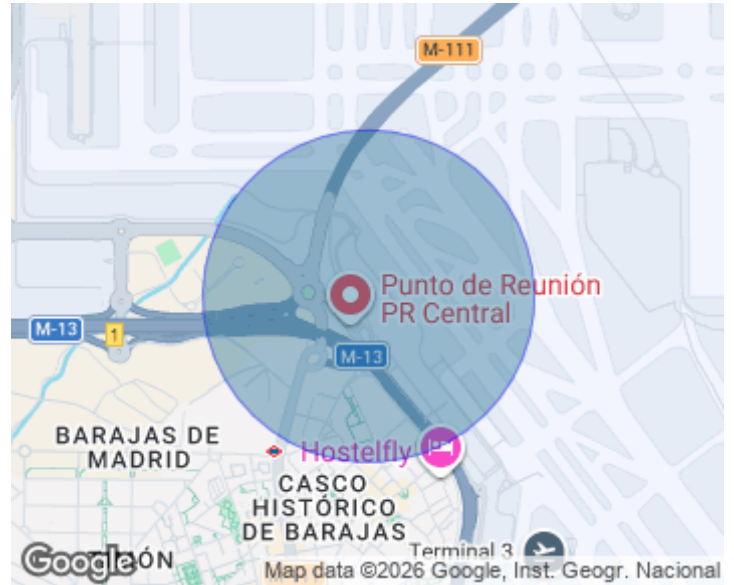 M-111
Punto de Reunión
PR Central
M-13
1
M-13
BARAJAS DE
MADRID
Hostelfly
CASCO
HISTÓRICO
DE BARAJAS
Terminal 3
Google
Map data ©2026 Google, Inst. Geogr. Nacional